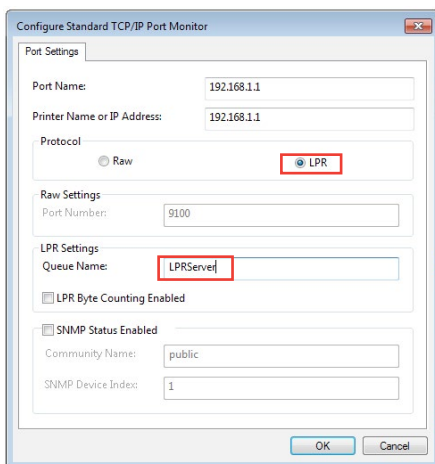 Configure Standard TCP/IP Port Monitor
Port Settings
Port Name: 192.168.1.1
Printer Name or IP Address: 192.168.1.1
Protocol
Raw LPR
Raw Settings
Port Number: 9100
LPR Settings
Queue Name: LPRServer
LPR Byte Counting Enabled
SNMP Status Enabled
Community Name: public
SNMP Device Index: 1
OK Cancel